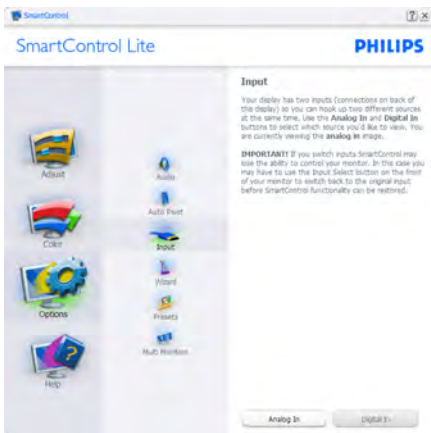 SmartControl
SmartControl Lite
PHILIPS
Adjust
Color
Options
Help
Audio
Auto Pivot
Input
Wizard
Presets
Multi Monitors
Input
Your display has two inputs (connections on back of
the display) so you can hook up two different sources
at the same time. Use the Analog In and Digital In
buttons to select which source you'd like to view. You
are currently viewing the analog in image.
IMPORTANT! If you switch inputs SmartControl may
lose the ability to control your monitor. In this case you
may have to use the Input Select button on the front
of your monitor to switch back to the original input
before SmartControl functionality can be restored.
Analog In
Digital In